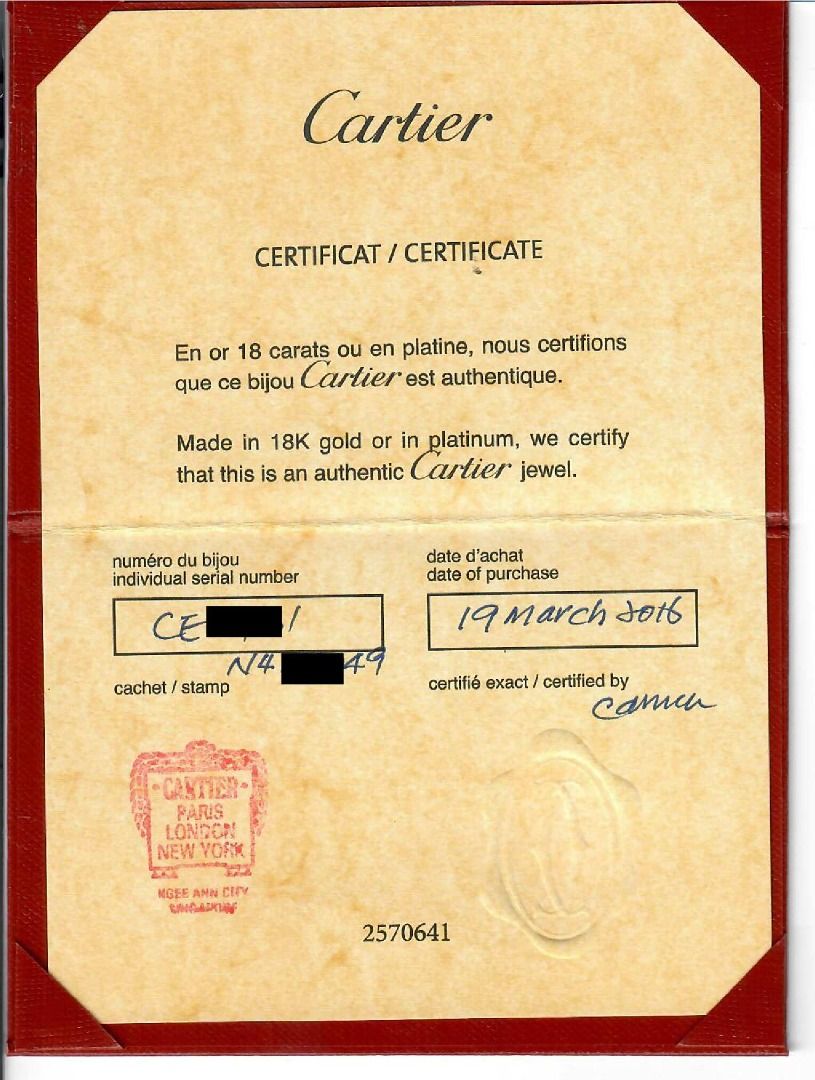 Cartier
CERTIFICAT / CERTIFICATE
En or 18 carats ou en platine, nous certifions
que ce bijou Cartier est authentique.
Made in 18K gold or in platinum, we certify
that this is an authentic Cartier jewel.
numéro du bijou
individual serial number
CE 1
N4 49
date d'achat
date of purchase
19 March 2016
cachet / stamp
certifié exact / certified by
CARTIER
PARIS
LONDON
NEW YORK
NGEE ANN CITY
SINGAPORE
2570641